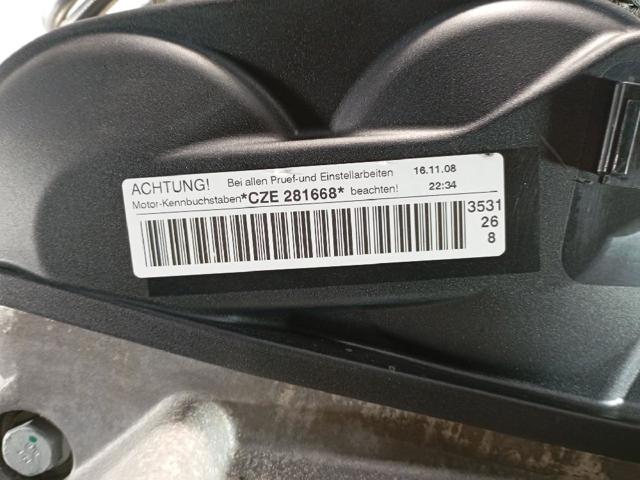 ACHTUNG! Bei allen Pruef-und Einstellarbeiten 16.11.08
Motor-Kennbuchstaben*CZE 281668* beachten! 22:34
3531
26
8